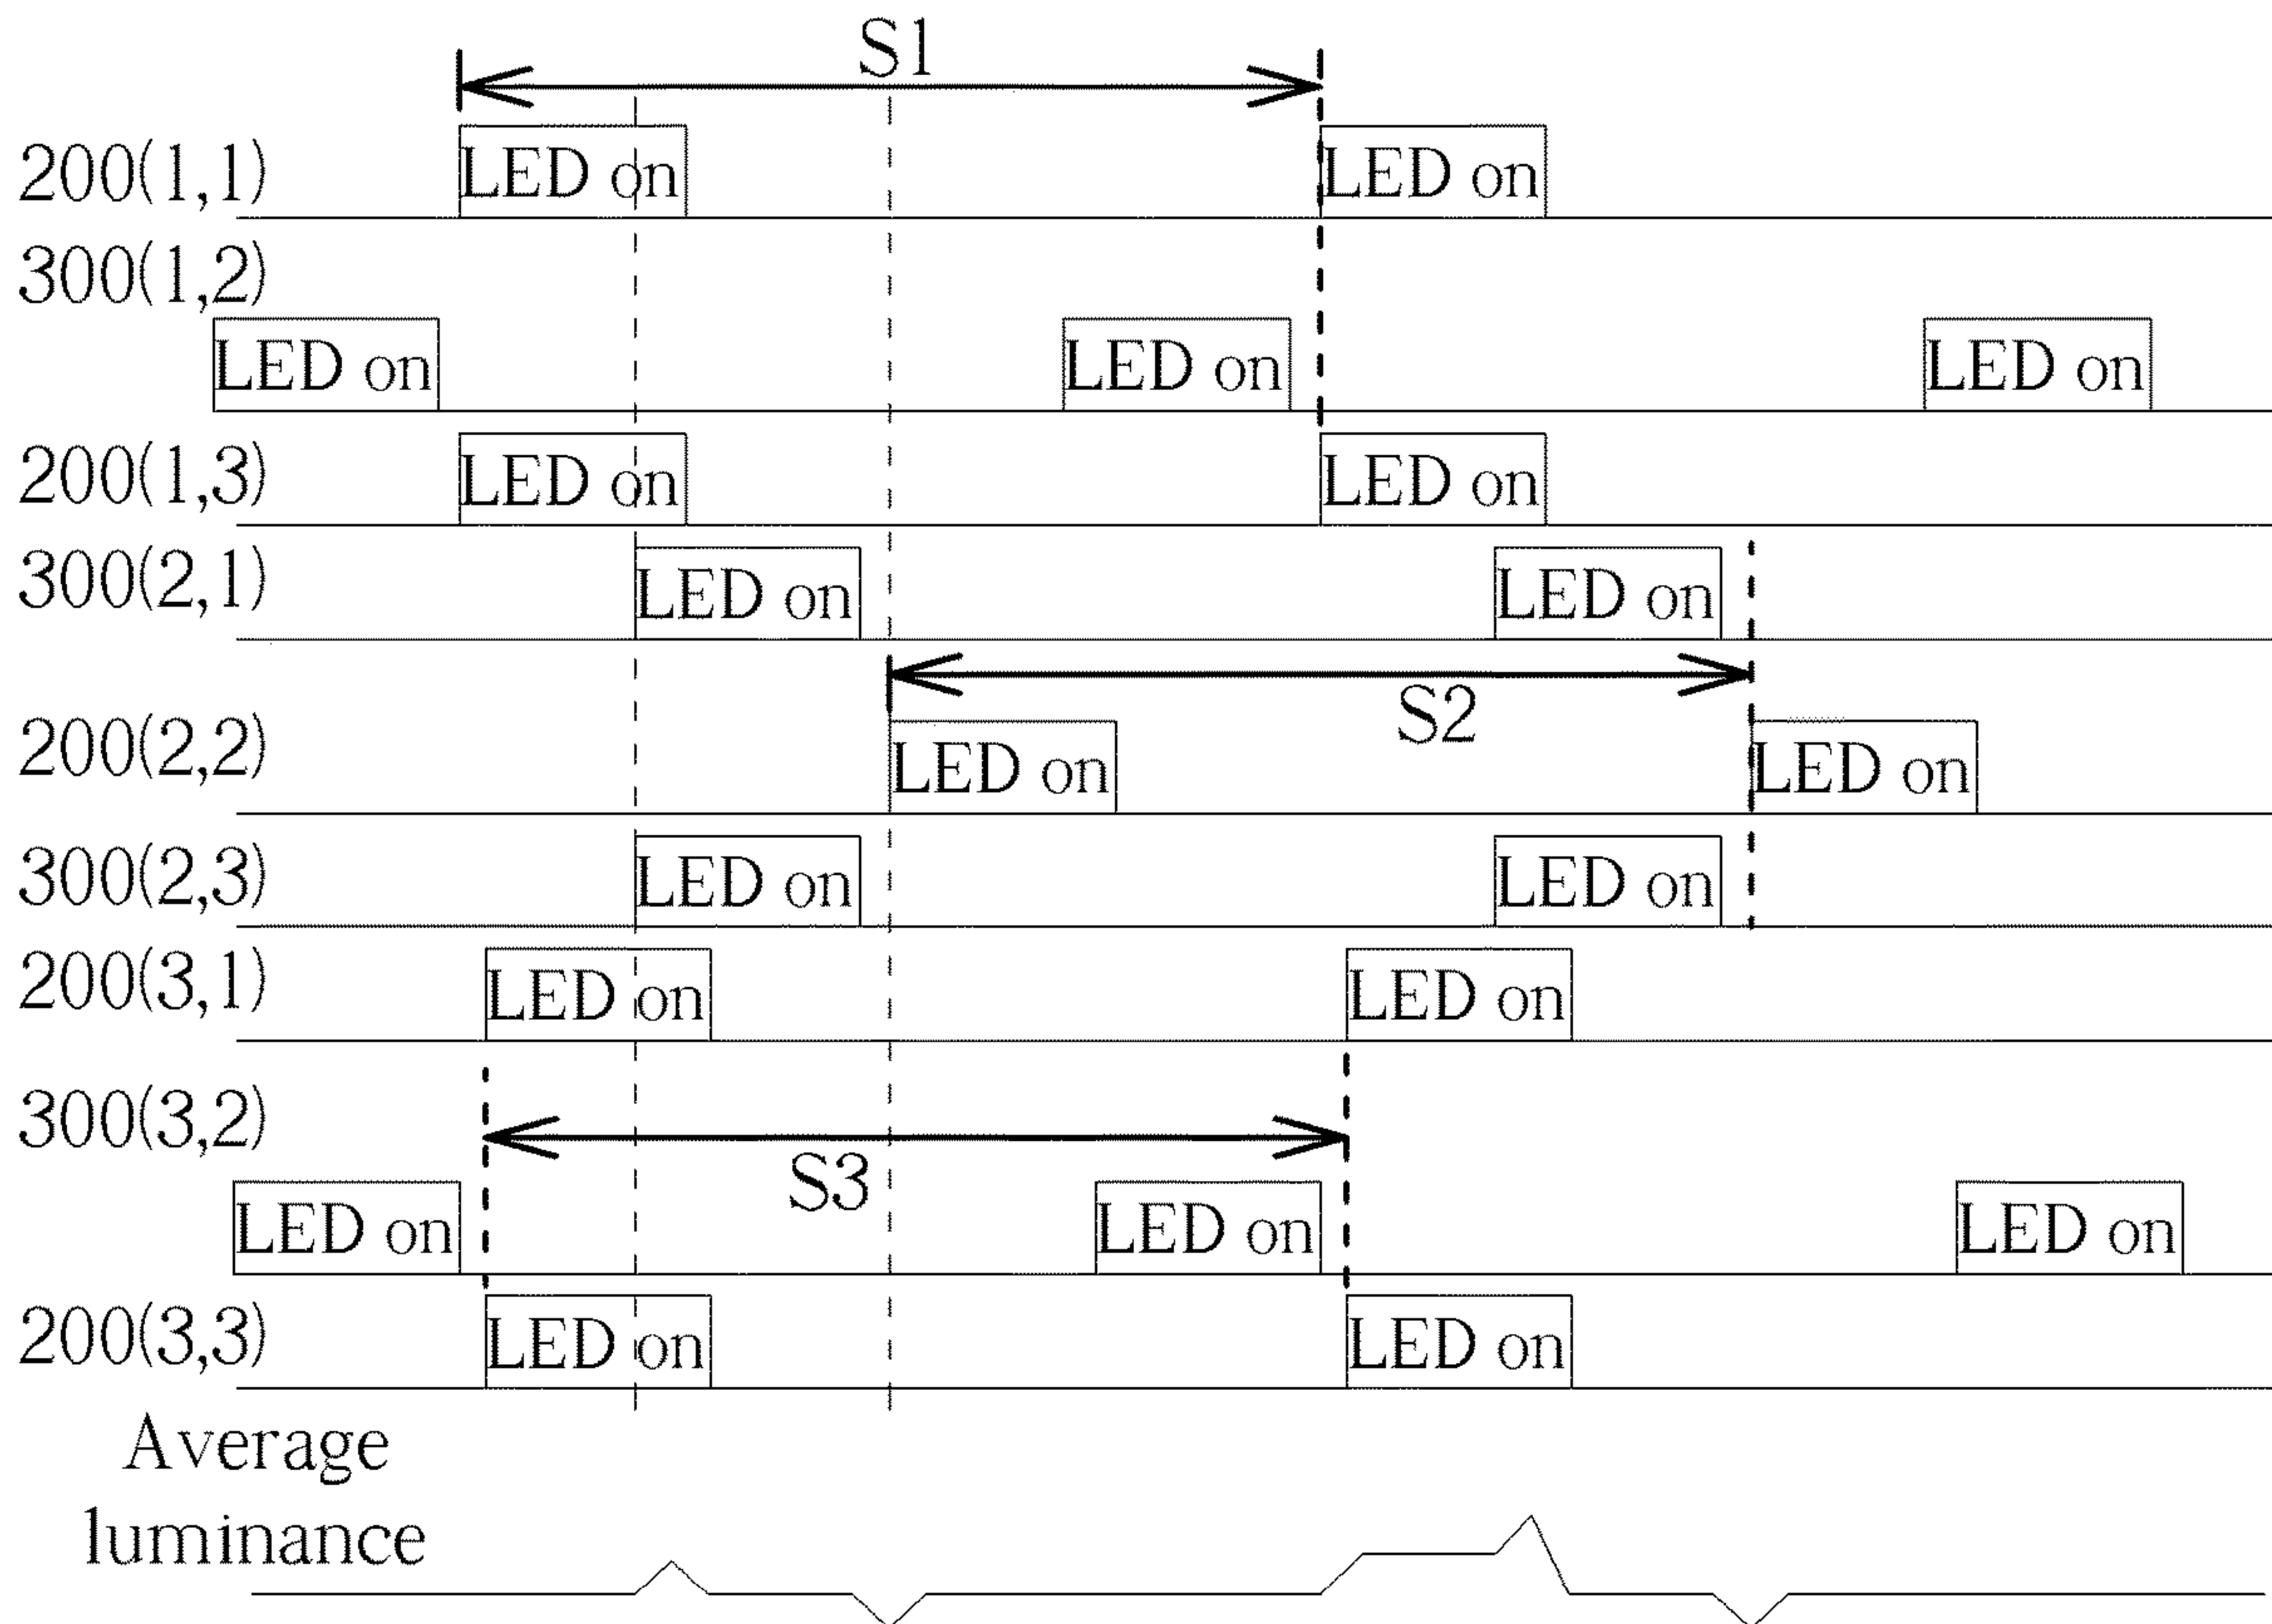 S1
200(1,1) LED on LED on
300(1,2)
LED on LED on LED on
200(1,3) LED on LED on
300(2,1) LED on LED on
S2
200(2,2) LED on LED on
300(2,3) LED on LED on
200(3,1) LED on LED on
300(3,2)
S3
LED on LED on LED on
200(3,3) LED on LED on
Average
luminance